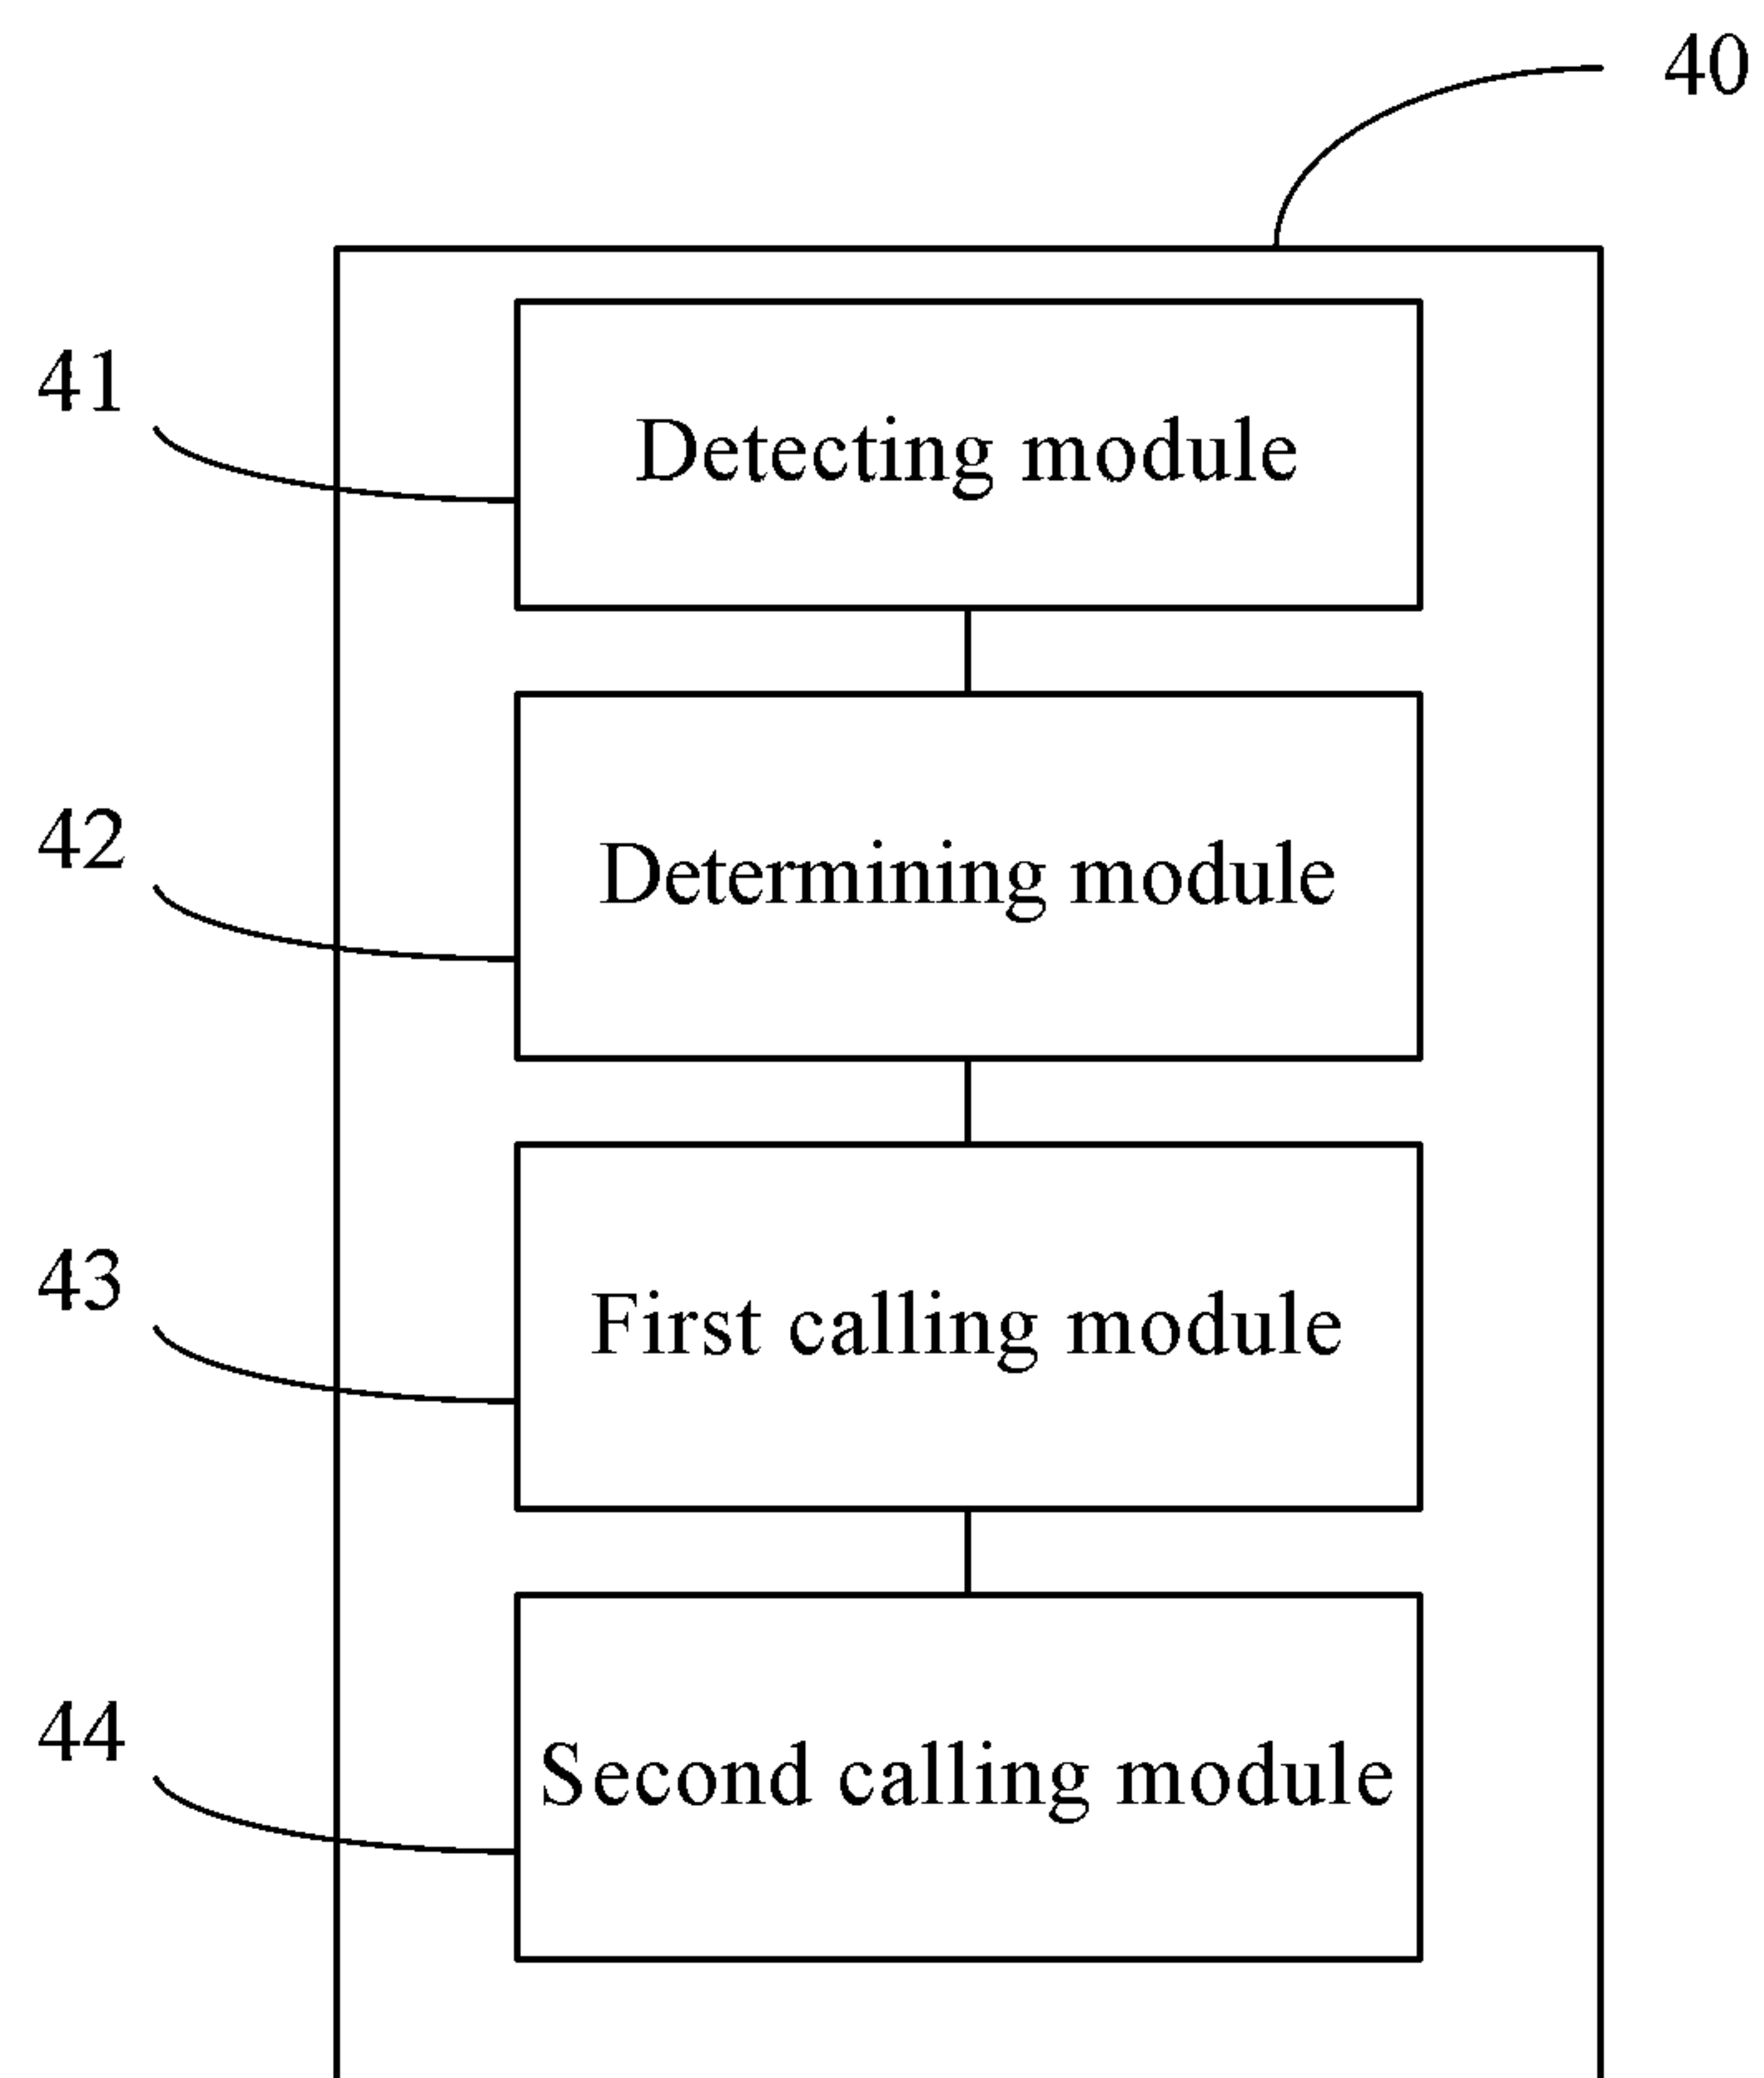 40
41
Detecting module
42
Determining module
43
First calling module
44
Second calling module